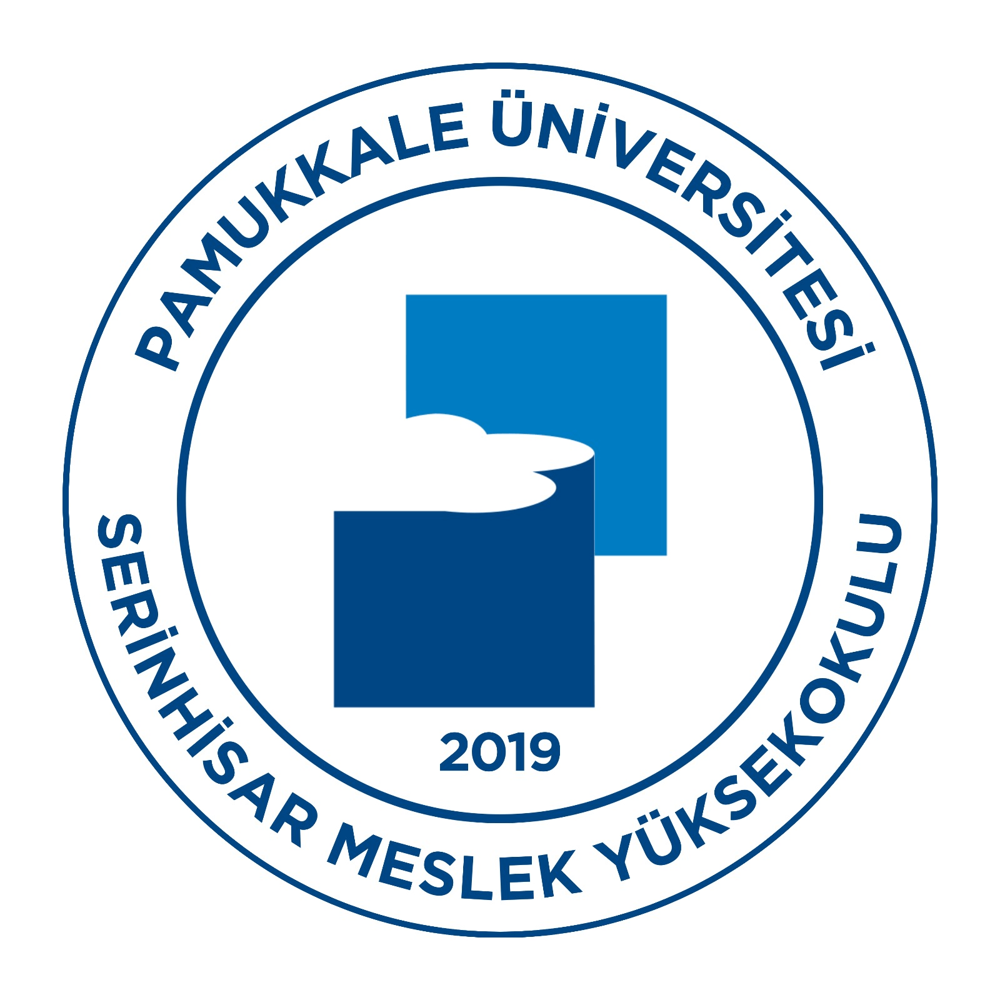 PAMUKKALE ÜNİVERSİTESİ
2019
SERİNHİSAR MESLEK YÜKSEKOKULU